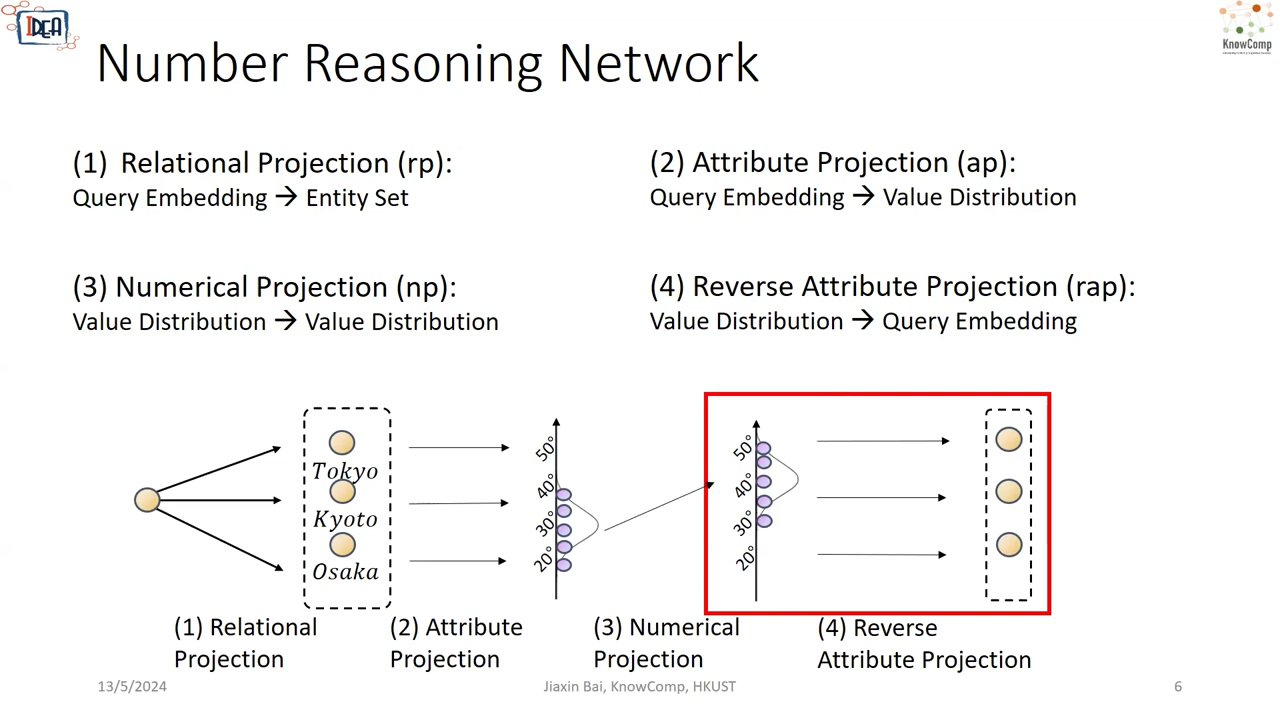 IDEA
KnowComp
Number Reasoning Network
(1) Relational Projection (rp):
Query Embedding → Entity Set
(2) Attribute Projection (ap):
Query Embedding → Value Distribution
(3) Numerical Projection (np):
Value Distribution → Value Distribution
(4) Reverse Attribute Projection (rap):
Value Distribution → Query Embedding
Tokyo
Kyoto
Osaka
50°
40°
30°
20°
50°
40°
30°
20°
(1) Relational
Projection
(2) Attribute
Projection
(3) Numerical
Projection
(4) Reverse
Attribute Projection
13/5/2024
Jiaxin Bai, KnowComp, HKUST
6